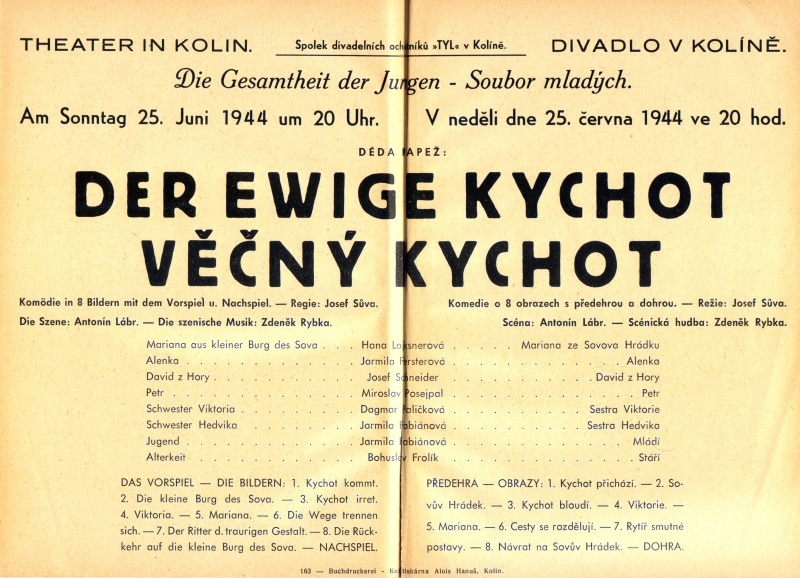 THEATER IN KOLIN. Spolek divadelních ochotníků »TYL« v Kolíně. DIVADLO V KOLÍNĚ.
Die Gesamtheit der Jungen - Soubor mladých.
Am Sonntag 25. Juni 1944 um 20 Uhr. V neděli dne 25. června 1944 ve 20 hod.
DÉDA PAPEŽ:
DER EWIGE KYCHOT
VĚČNÝ KYCHOT
Komödie in 8 Bildern mit dem Vorspiel u. Nachspiel. — Regie: Josef Sůva. Komedie o 8 obrazech s předehrou a dohrou. — Režie: Josef Sůva.
Die Szene: Antonín Lábr. — Die szenische Musik: Zdeněk Rybka. Scéna: Antonín Lábr. — Scénická hudba: Zdeněk Rybka.
Mariana aus kleiner Burg des Sova . . . Hana . . . Mariana ze Sovova Hrádku
Alenka . . . Jarmila . . . Alenka
David z Hory . . . Josef Schneider . . . David z Hory
Petr . . . Miroslav Posejpal . . . Petr
Schwester Viktoria . . . Dagmar . . . Sestra Viktorie
Schwester Hedvika . . . Jarmila Fabiánová . . . Sestra Hedvika
Jugend . . . Jarmila Fabiánová . . . Mládí
Alterkeit . . . Bohuslav Frolík . . . Stáří
DAS VORSPIEL — DIE BILDERN: 1. Kychot kommt.
2. Die kleine Burg des Sova. — 3. Kychot irret.
4. Viktoria. — 5. Mariana. — 6. Die Wege trennen
sich. — 7. Der Ritter d. traurigen Gestalt. — 8. Die Rück-
kehr auf die kleine Burg des Sova. — NACHSPIEL.
PŘEDEHRA — OBRAZY: 1. Kychot přichází. — 2. So-
vův Hrádek. — 3. Kychot bloudí. — 4. Viktorie. —
5. Mariana. — 6. Cesty se rozdělují. — 7. Rytíř smutné
postavy. — 8. Návrat na Sovův Hrádek. — DOHRA.
163 — Buchdruckerei - Knihtiskárna Alois Hanuš, Kolín.